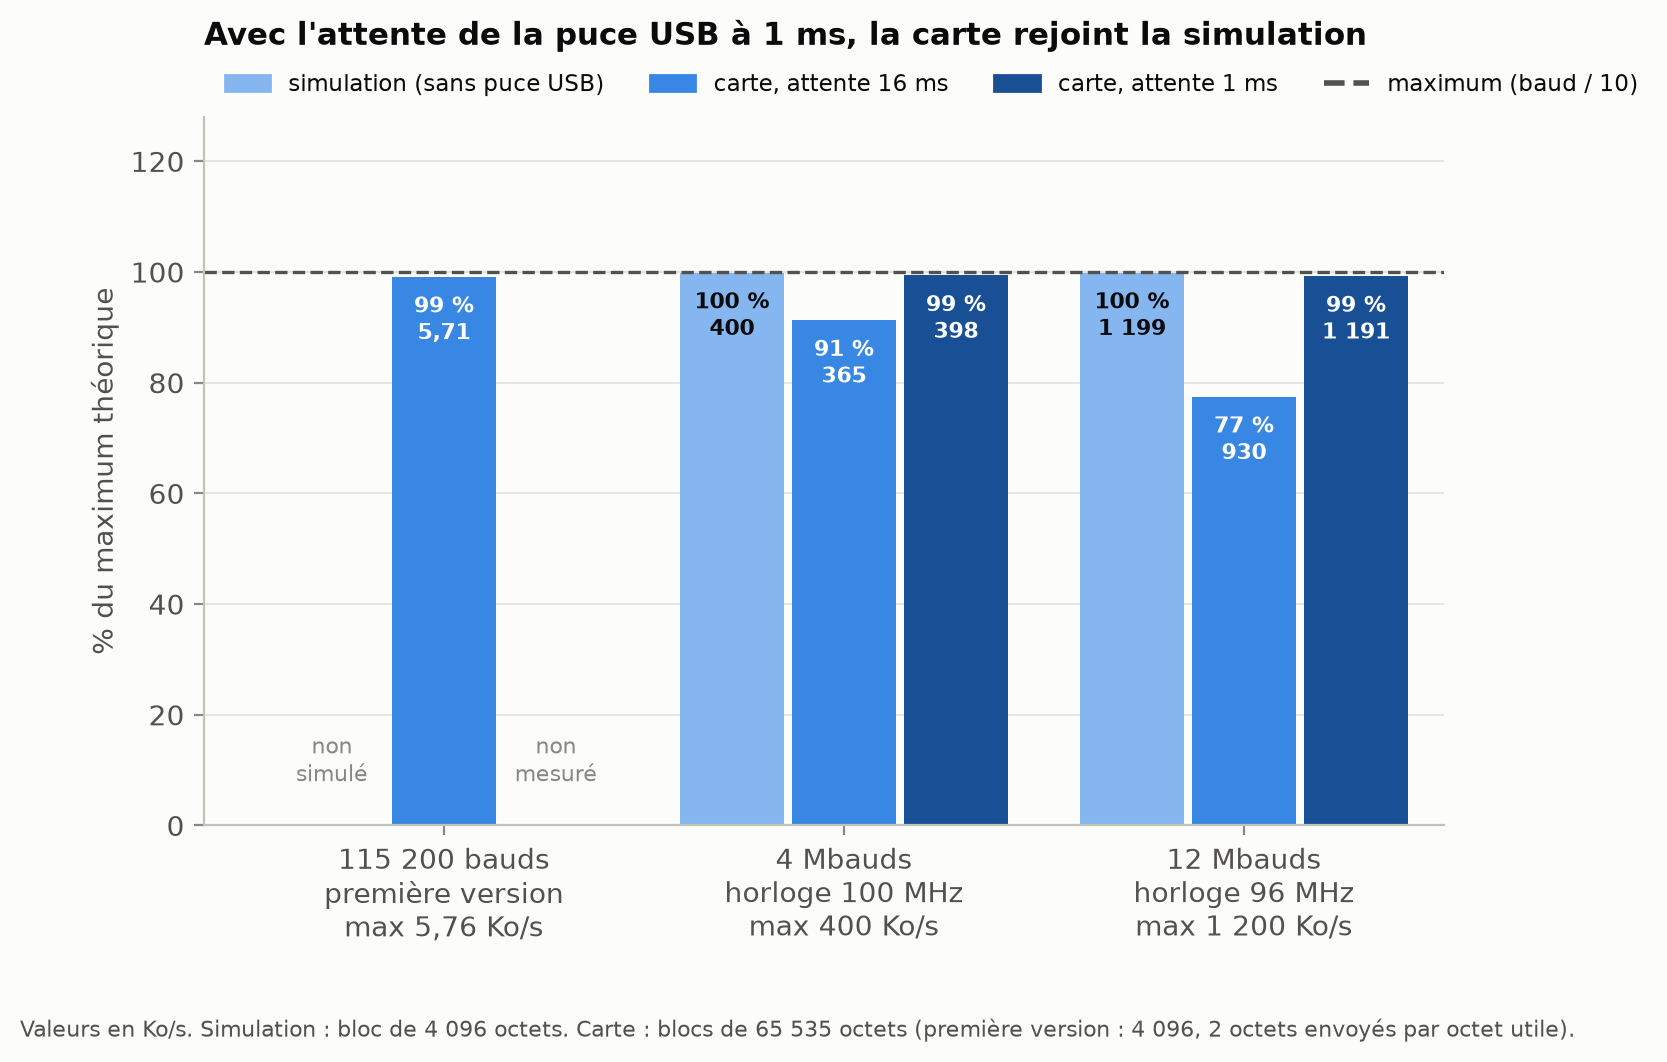 Avec l'attente de la puce USB à 1 ms, la carte rejoint la simulation
simulation (sans puce USB)
carte, attente 16 ms
carte, attente 1 ms
maximum (baud / 10)
% du maximum théorique
120
100
80
60
40
20
0
non
simulé
99 %
5,71
non
mesuré
100 %
400
91 %
365
99 %
398
100 %
1 199
77 %
930
99 %
1 191
115 200 bauds
première version
max 5,76 Ko/s
4 Mbauds
horloge 100 MHz
max 400 Ko/s
12 Mbauds
horloge 96 MHz
max 1 200 Ko/s
Valeurs en Ko/s. Simulation : bloc de 4 096 octets. Carte : blocs de 65 535 octets (première version : 4 096, 2 octets envoyés par octet utile).